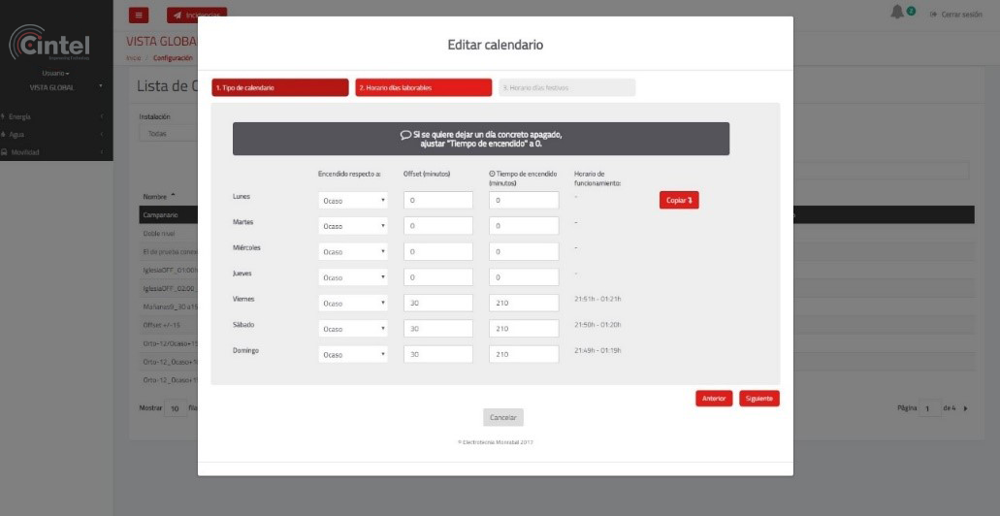 Incidencias
2
Cerrar sesión
Cintel
Usuario
VISTA GLOBAL
Energía
Agua
Movilidad
VISTA GLOBA
Inicio / Configuración
Lista de C
Instalación
Todas
Nombre
Campanario
Doble nivel
El de prueba
IglesiaOFF_01:00h
IglesiaOFF_02:00
Offset +/-15
Orto-12/Ocaso+15
Orto-12_Ocaso+1
Orto-12_Ocaso+1
Mostrar 10 fila
Página 1 de 4
Editar calendario
1. Tipo de calendario
2. Horario días laborables
3. Horario días festivos
Si se quiere dejar un día concreto apagado,
ajustar "Tiempo de encendido" a 0.
Encendido respecto a: Offset (minutos) Tiempo de encendido (minutos) Horario de funcionamiento:
Lunes Ocaso 0 0 - Copiar
Martes Ocaso 0 0 -
Miércoles Ocaso 0 0 -
Jueves Ocaso 0 0 -
Viernes Ocaso 30 210 21:51h - 01:21h
Sábado Ocaso 30 210 21:50h - 01:20h
Domingo Ocaso 30 210 21:49h - 01:19h
Anterior Siguiente
Cancelar
© Electrotecnia Monrabal 2017